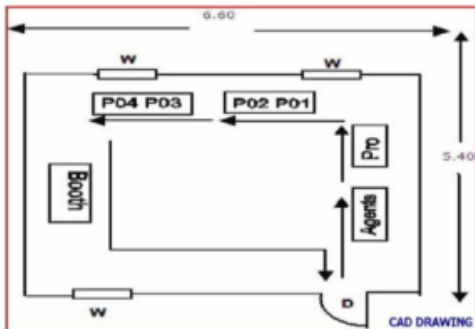 6.60
W
W
P04 P03
P02 P01
5.40
Pro
Booth
Agents
D
W
CAD DRAWING